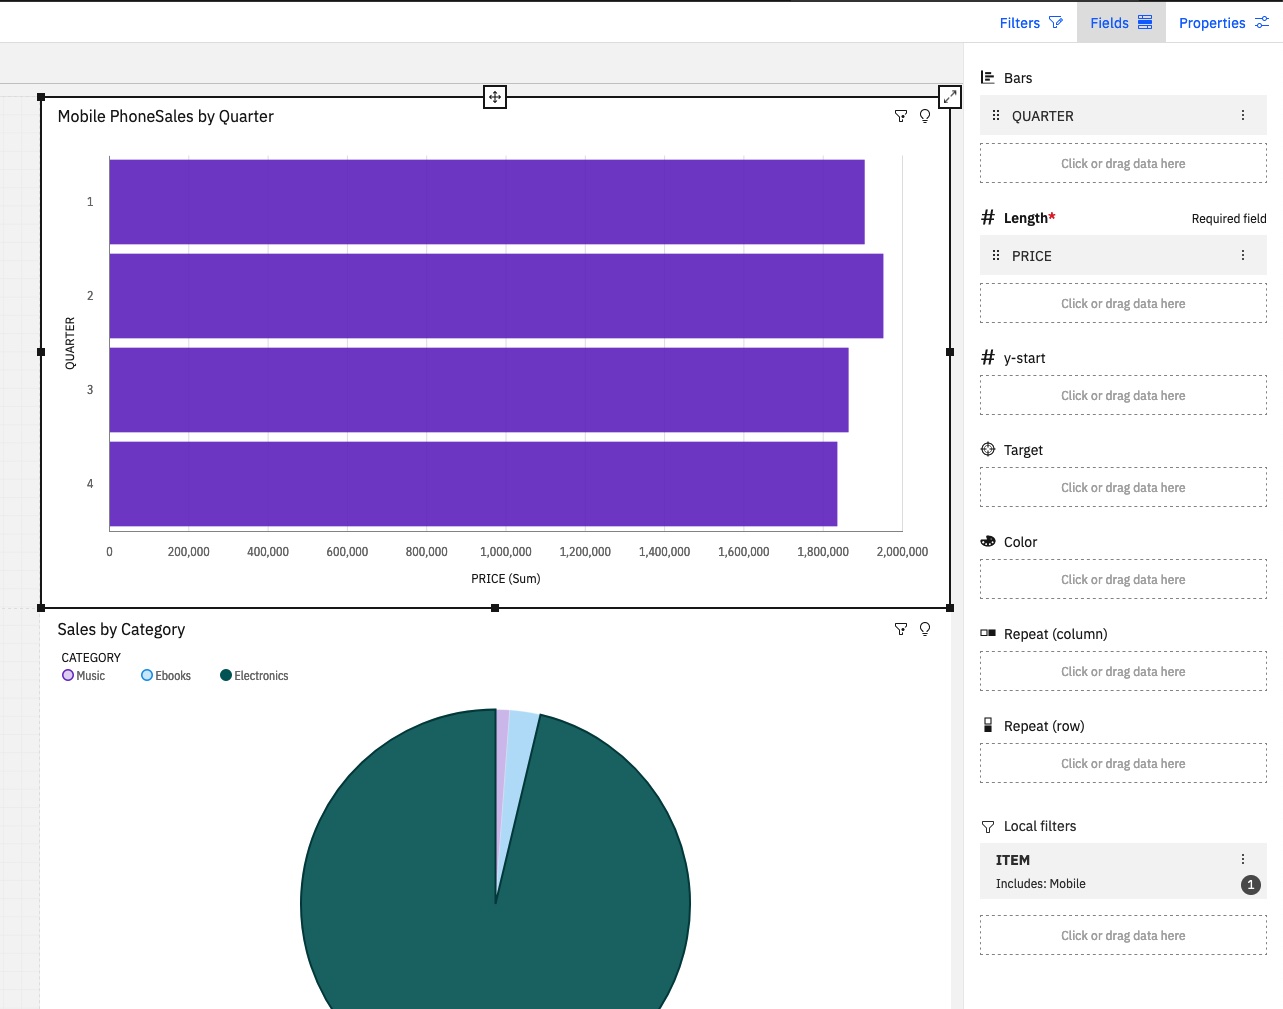 Filters
Fields
Properties
Mobile PhoneSales by Quarter
QUARTER
1
2
3
4
0 200,000 400,000 600,000 800,000 1,000,000 1,200,000 1,400,000 1,600,000 1,800,000 2,000,000
PRICE (Sum)
Sales by Category
CATEGORY
Music Ebooks Electronics
Bars
QUARTER
Click or drag data here
# Length* Required field
PRICE
Click or drag data here
# y-start
Click or drag data here
Target
Click or drag data here
Color
Click or drag data here
Repeat (column)
Click or drag data here
Repeat (row)
Click or drag data here
Local filters
ITEM
Includes: Mobile 1
Click or drag data here